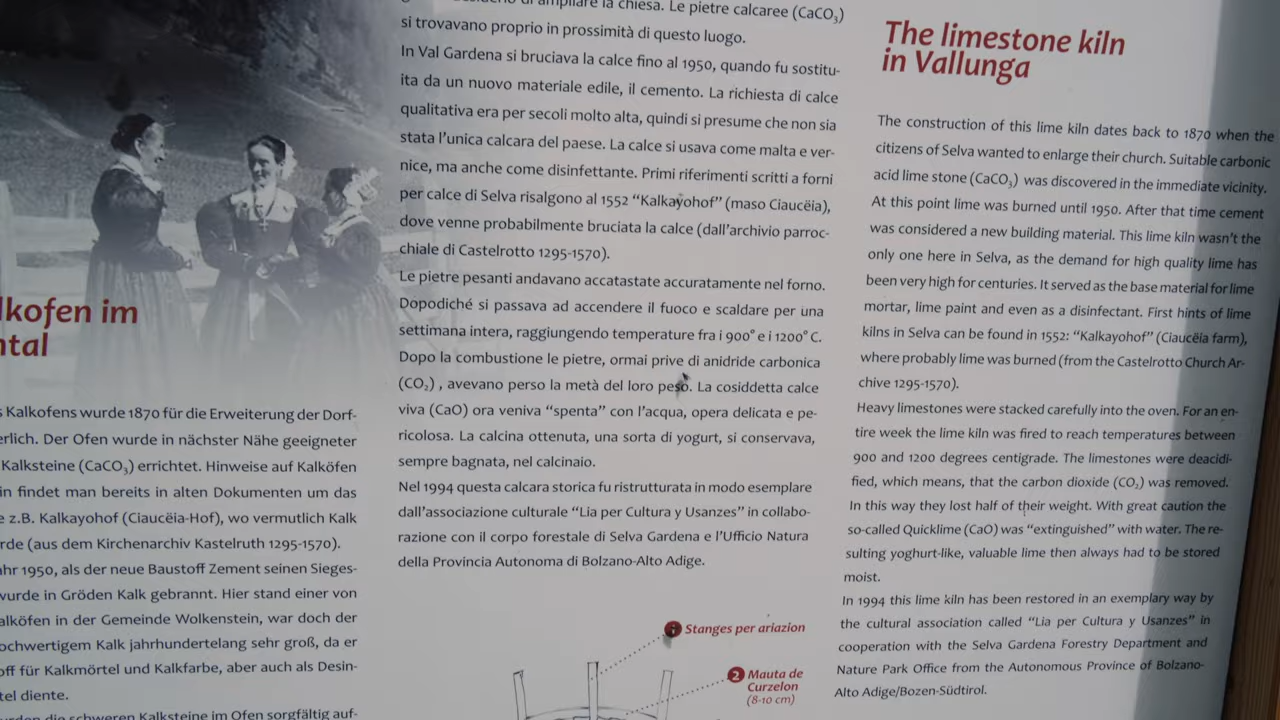 lkofen im
ntal
s Kalkofens wurde 1870 für die Erweiterung der Dorf-
erlich. Der Ofen wurde in nächster Nähe geeigneter
Kalksteine (CaCO₃) errichtet. Hinweise auf Kalköfen
in findet man bereits in alten Dokumenten um das
e z.B. Kalkayohof (Ciaucëia-Hof), wo vermutlich Kalk
rde (aus dem Kirchenarchiv Kastelruth 1295-1570).
ahr 1950, als der neue Baustoff Zement seinen Sieges-
wurde in Gröden Kalk gebrannt. Hier stand einer von
alköfen in der Gemeinde Wolkenstein, war doch der
ochwertigem Kalk jahrhundertelang sehr groß, da er
off für Kalkmörtel und Kalkfarbe, aber auch als Desin-
tel diente.
urden die schweren Kalksteine im Ofen sorgfältig auf-
di ampliare la chiesa. Le pietre calcaree (CaCO₃)
si trovavano proprio in prossimità di questo luogo.
In Val Gardena si bruciava la calce fino al 1950, quando fu sostitu-
ita da un nuovo materiale edile, il cemento. La richiesta di calce
qualitativa era per secoli molto alta, quindi si presume che non sia
stata l'unica calcara del paese. La calce si usava come malta e ver-
nice, ma anche come disinfettante. Primi riferimenti scritti a forni
per calce di Selva risalgono al 1552 “Kalkayohof” (maso Ciaucëia),
dove venne probabilmente bruciata la calce (dall'archivio parroc-
chiale di Castelrotto 1295-1570).
Le pietre pesanti andavano accatastate accuratamente nel forno.
Dopodiché si passava ad accendere il fuoco e scaldare per una
settimana intera, raggiungendo temperature fra i 900° e i 1200° C.
Dopo la combustione le pietre, ormai prive di anidride carbonica
(CO₂) , avevano perso la metà del loro peso. La cosiddetta calce
viva (CaO) ora veniva “spenta” con l'acqua, opera delicata e pe-
ricolosa. La calcina ottenuta, una sorta di yogurt, si conservava,
sempre bagnata, nel calcinaio.
Nel 1994 questa calcara storica fu ristrutturata in modo esemplare
dall'associazione culturale “Lia per Cultura y Usanzes” in collabo-
razione con il corpo forestale di Selva Gardena e l'Ufficio Natura
della Provincia Autonoma di Bolzano-Alto Adige.
1 Stanges per ariazion
2 Mauta de
Curzelon
(8-10 cm)
The limestone kiln
in Vallunga
The construction of this lime kiln dates back to 1870 when the
citizens of Selva wanted to enlarge their church. Suitable carbonic
acid lime stone (CaCO₃) was discovered in the immediate vicinity.
At this point lime was burned until 1950. After that time cement
was considered a new building material. This lime kiln wasn't the
only one here in Selva, as the demand for high quality lime has
been very high for centuries. It served as the base material for lime
mortar, lime paint and even as a disinfectant. First hints of lime
kilns in Selva can be found in 1552: “Kalkayohof” (Ciaucëia farm),
where probably lime was burned (from the Castelrotto Church Ar-
chive 1295-1570).
Heavy limestones were stacked carefully into the oven. For an en-
tire week the lime kiln was fired to reach temperatures between
900 and 1200 degrees centigrade. The limestones were deacidi-
fied, which means, that the carbon dioxide (CO₂) was removed.
In this way they lost half of their weight. With great caution the
so-called Quicklime (CaO) was “extinguished” with water. The re-
sulting yoghurt-like, valuable lime then always had to be stored
moist.
In 1994 this lime kiln has been restored in an exemplary way by
the cultural association called “Lia per Cultura y Usanzes” in
cooperation with the Selva Gardena Forestry Department and
Nature Park Office from the Autonomous Province of Bolzano-
Alto Adige/Bozen-Südtirol.